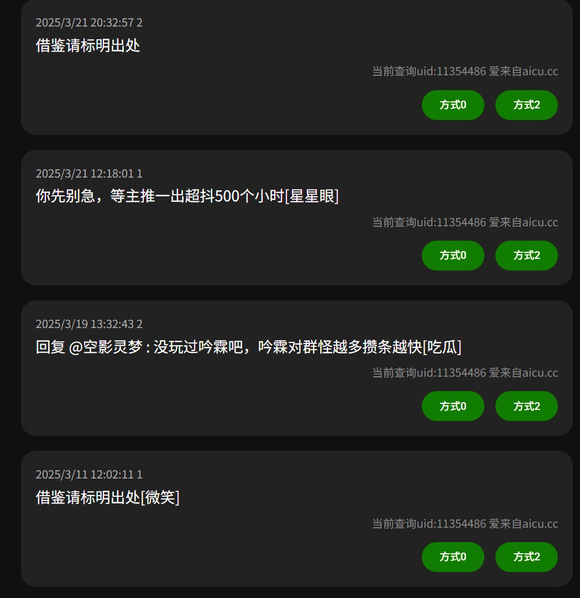 2025/3/21 20:32:57 2
借鉴请标明出处
当前查询uid:11354486 爱来自aicu.cc
方式0 方式2
2025/3/21 12:18:01 1
你先别急，等主推一出超抖500个小时[星星眼]
当前查询uid:11354486 爱来自aicu.cc
方式0 方式2
2025/3/19 13:32:43 2
回复 @空影灵梦 : 没玩过吟霖吧，吟霖对群怪越多攒条越快[吃瓜]
当前查询uid:11354486 爱来自aicu.cc
方式0 方式2
2025/3/11 12:02:11 1
借鉴请标明出处[微笑]
当前查询uid:11354486 爱来自aicu.cc
方式0 方式2